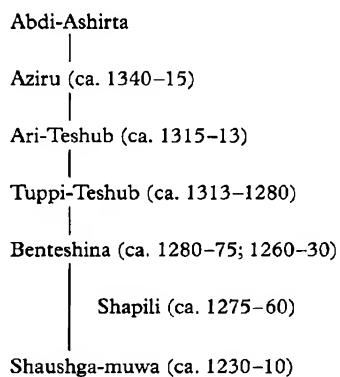 Abdi-Ashirta
Aziru (ca. 1340–15)
Ari-Teshub (ca. 1315–13)
Tuppi-Teshub (ca. 1313–1280)
Benteshina (ca. 1280–75; 1260–30)
Shapili (ca. 1275–60)
Shaushga-muwa (ca. 1230–10)